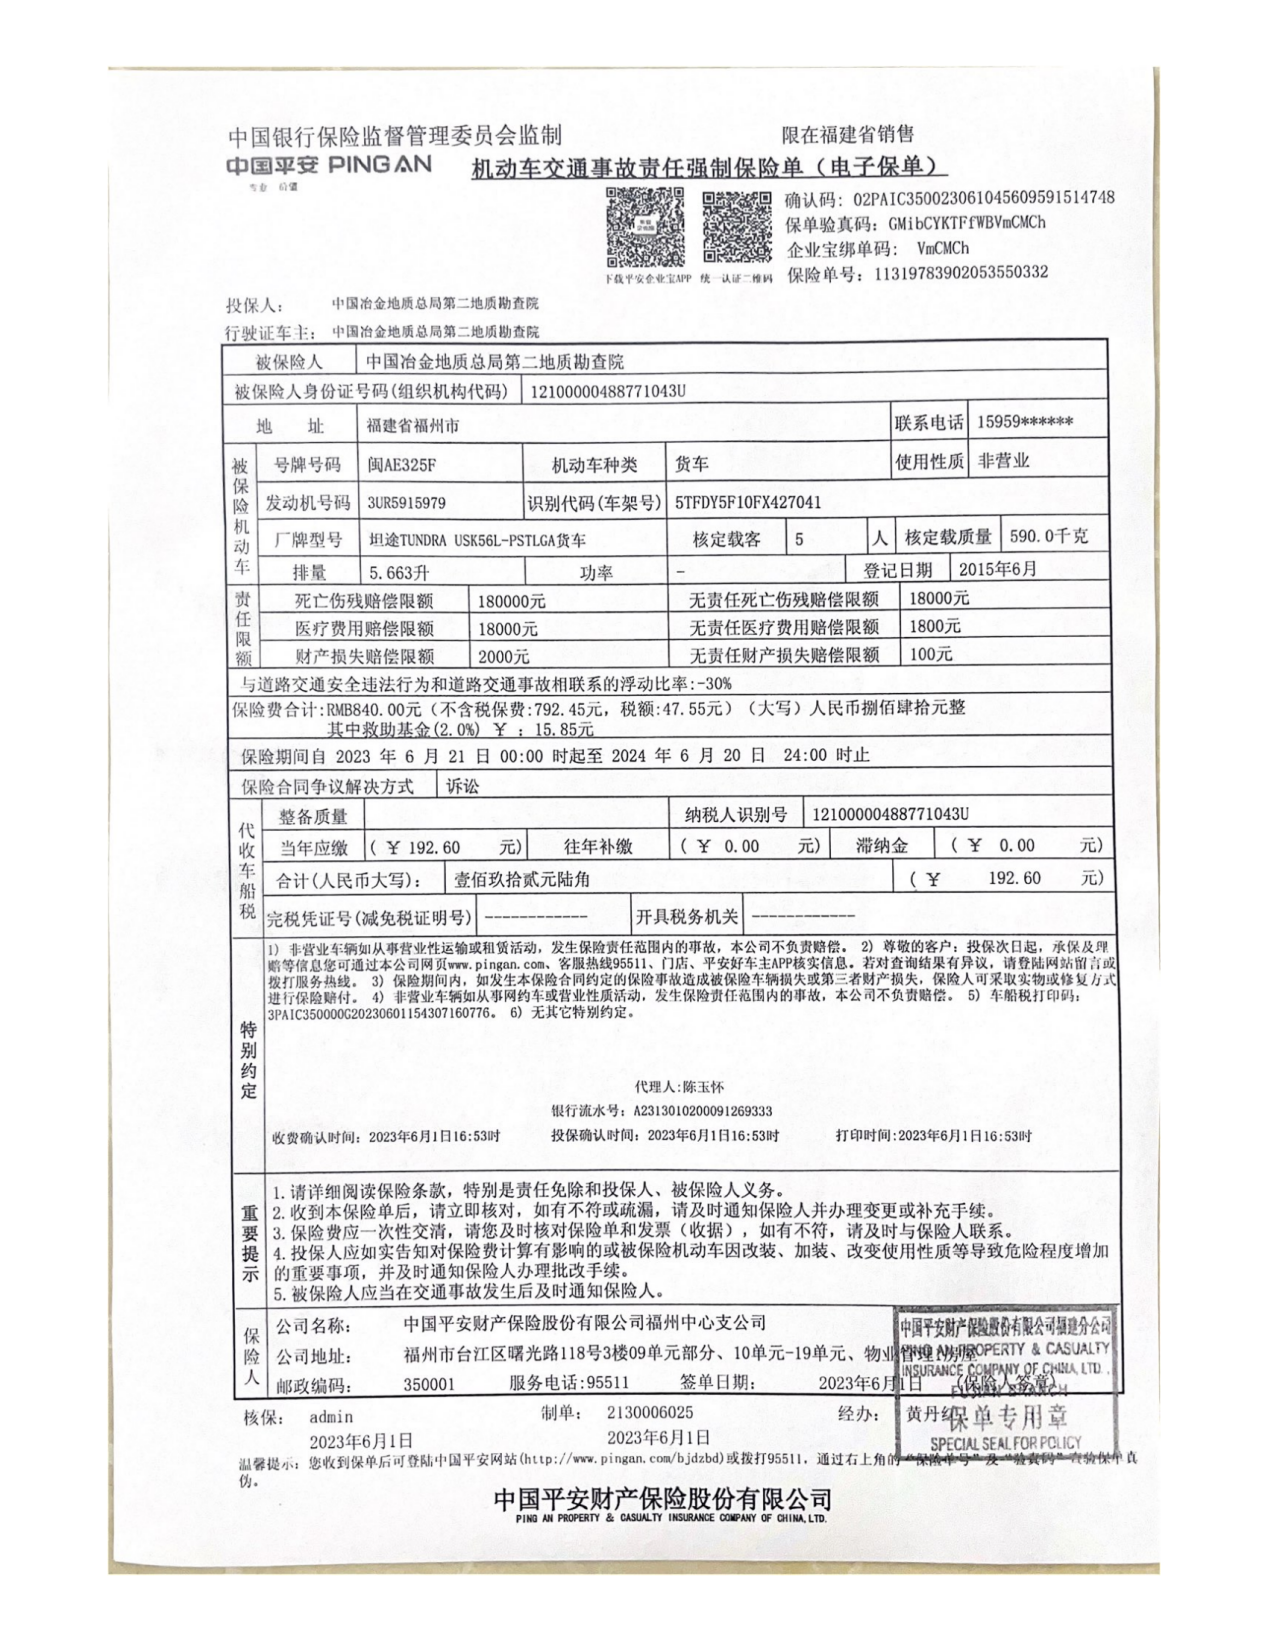 中国银行保险监督管理委员会监制 限在福建省销售
中国平安 PING AN 机动车交通事故责任强制保险单（电子保单）
专业 价值
确认码: 02PAIC350023061045609591514748
保单验真码: GMibCYKTFfWBVmCMCh
企业宝绑单码: VmCMCh
下载平安企业宝APP 统一认证二维码 保险单号: 11319783902053550332
投保人: 中国冶金地质总局第二地质勘查院
行驶证车主: 中国冶金地质总局第二地质勘查院
被保险人 中国冶金地质总局第二地质勘查院
被保险人身份证号码(组织机构代码) 12100000488771043U
地 址 福建省福州市 联系电话 15959******
被保险机动车
号牌号码 闽AE325F 机动车种类 货车 使用性质 非营业
发动机号码 3UR5915979 识别代码(车架号) 5TFDY5F10FX427041
厂牌型号 坦途TUNDRA USK56L-PSTLGA货车 核定载客 5 人 核定载质量 590.0千克
排量 5.663升 功率 - 登记日期 2015年6月
责任限额
死亡伤残赔偿限额 180000元 无责任死亡伤残赔偿限额 18000元
医疗费用赔偿限额 18000元 无责任医疗费用赔偿限额 1800元
财产损失赔偿限额 2000元 无责任财产损失赔偿限额 100元
与道路交通安全违法行为和道路交通事故相联系的浮动比率:-30%
保险费合计:RMB840.00元（不含税保费:792.45元，税额:47.55元）（大写）人民币捌佰肆拾元整
其中救助基金(2.0%) ￥ : 15.85元
保险期间自 2023 年 6 月 21 日 00:00 时起至 2024 年 6 月 20 日 24:00 时止
保险合同争议解决方式 诉讼
代收车船税
整备质量 纳税人识别号 12100000488771043U
当年应缴 ( ￥ 192.60 元) 往年补缴 ( ￥ 0.00 元) 滞纳金 ( ￥ 0.00 元)
合计(人民币大写): 壹佰玖拾贰元陆角 ( ￥ 192.60 元)
完税凭证号(减免税证明号) ------------ 开具税务机关 ------------
特别约定
1) 非营业车辆如从事营业性运输或租赁活动，发生保险责任范围内的事故，本公司不负责赔偿。 2) 尊敬的客户: 投保次日起，承保及理
赔等信息您可通过本公司网页www.pingan.com、客服热线95511、门店、平安好车主APP核实信息。若对查询结果有异议，请登陆网站留言或
拨打服务热线。 3) 保险期间内，如发生本保险合同约定的保险事故造成被保险车辆损失或第三者财产损失，保险人可采取实物或修复方式
进行保险赔付。 4) 非营业车辆如从事网约车或营业性质活动，发生保险责任范围内的事故，本公司不负责赔偿。 5) 车船税打印码:
3PAIC350000G20230601154307160776。 6) 无其它特别约定。
代理人:陈玉怀
银行流水号: A2313010200091269333
收费确认时间: 2023年6月1日16:53时 投保确认时间: 2023年6月1日16:53时 打印时间:2023年6月1日16:53时
重要提示
1.请详细阅读保险条款，特别是责任免除和投保人、被保险人义务。
2.收到本保险单后，请立即核对，如有不符或疏漏，请及时通知保险人并办理变更或补充手续。
3.保险费应一次性交清，请您及时核对保险单和发票（收据），如有不符，请及时与保险人联系。
4.投保人应如实告知对保险费计算有影响的或被保险机动车因改装、加装、改变使用性质等导致危险程度增加
的重要事项，并及时通知保险人办理批改手续。
5.被保险人应当在交通事故发生后及时通知保险人。
保险人
公司名称: 中国平安财产保险股份有限公司福州中心支公司
公司地址: 福州市台江区曙光路118号3楼09单元部分、10单元-19单元、物业管理用房屋
邮政编码: 350001 服务电话:95511 签单日期: 2023年6月1日 (保险人签章)
中国平安财产保险股份有限公司福建分公司
PING AN PROPERTY & CASUALTY
INSURANCE COMPANY OF CHINA, LTD.
FUJIAN BRANCH
保单专用章
SPECIAL SEAL FOR POLICY
核保: admin 制单: 2130006025 经办: 黄丹红
2023年6月1日 2023年6月1日
温馨提示: 您收到保单后可登陆中国平安网站(http://www.pingan.com/bjdzbd)或拨打95511，通过右上角的“保险单号”及“验真码”查验保单真
伪。
中国平安财产保险股份有限公司
PING AN PROPERTY & CASUALTY INSURANCE COMPANY OF CHINA,LTD.